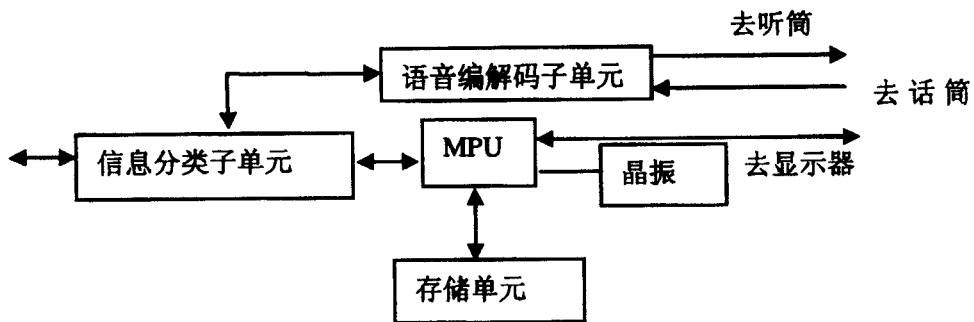 去听筒
语音编解码子单元
去话筒
信息分类子单元
MPU
晶振
去显示器
存储单元